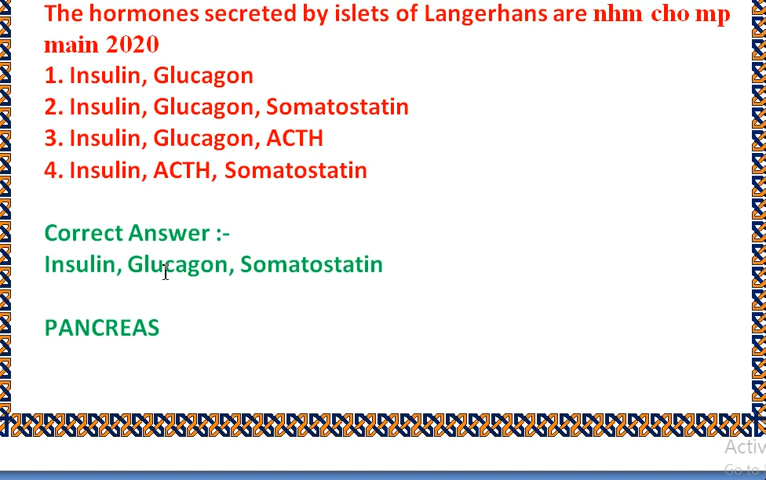 The hormones secreted by islets of Langerhans are nhm cho mp
main 2020
1. Insulin, Glucagon
2. Insulin, Glucagon, Somatostatin
3. Insulin, Glucagon, ACTH
4. Insulin, ACTH, Somatostatin
Correct Answer :-
Insulin, Glucagon, Somatostatin
PANCREAS
Activ
Go to